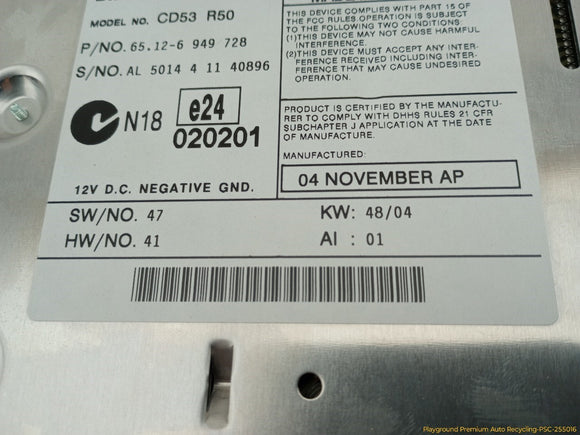 MODEL NO. CD53 R50
P/NO. 65.12-6 949 728
S/NO. AL 5014 4 11 40896
N18
e24
020201
12V D.C. NEGATIVE GND.
THIS DEVICE COMPLIES WITH PART 15 OF
THE FCC RULES. OPERATION IS SUBJECT
TO THE FOLLOWING TWO CONDITIONS
(1)THIS DEVICE MAY NOT CAUSE HARMFUL
INTERFERENCE.
(2)THIS DEVICE MUST ACCEPT ANY INTER-
FERENCE RECEIVED INCLUDING INTER-
FERENCE THAT MAY CAUSE UNDESIRED
OPERATION.
PRODUCT IS CERTIFIED BY THE MANUFACTU-
RER TO COMPLY WITH DHHS RULES 21 CFR
SUBCHAPTER J APPLICATION AT THE DATE
OF MANUFACTURE.
MANUFACTURED:
04 NOVEMBER AP
SW/NO. 47
KW: 48/04
HW/NO. 41
AI : 01
Playground Premium Auto Recycling-PSC-255016